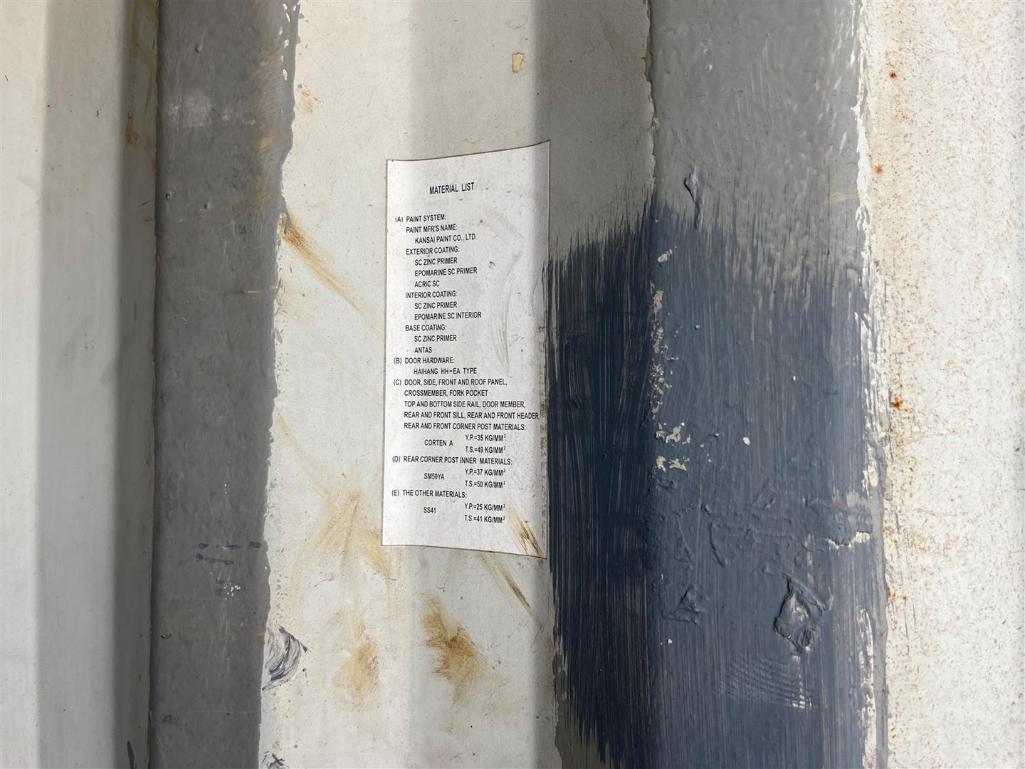 MATERIAL LIST
(A) PAINT SYSTEM:
PAINT MFR'S NAME:
KANSAI PAINT CO., LTD.
EXTERIOR COATING:
SC ZINC PRIMER
EPOMARINE SC PRIMER
ACRIC SC
INTERIOR COATING:
SC ZINC PRIMER
EPOMARINE SC INTERIOR
BASE COATING:
SC ZINC PRIMER
ANTAS
(B) DOOR HARDWARE:
HAIHANG HH-EA TYPE
(C) DOOR, SIDE, FRONT AND ROOF PANEL,
CROSSMEMBER, FORK POCKET
TOP AND BOTTOM SIDE RAIL, DOOR MEMBER,
REAR AND FRONT SILL, REAR AND FRONT HEADER,
REAR AND FRONT CORNER POST MATERIALS:
CORTEN A Y.P.=35 KG/MM²
T.S.=49 KG/MM²
(D) REAR CORNER POST INNER MATERIALS:
SM50YA Y.P.=37 KG/MM²
T.S.=50 KG/MM²
(E) THE OTHER MATERIALS:
SS41 Y.P.=25 KG/MM²
T.S.=41 KG/MM²